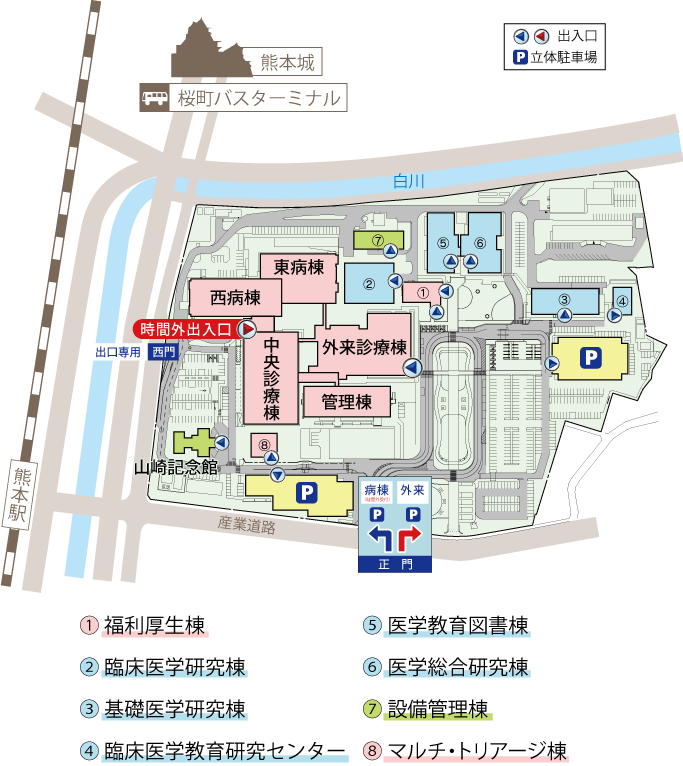 熊本城
桜町バスターミナル
出入口
P 立体駐車場
白川
⑦
⑤
⑥
東病棟
②
西病棟
①
③
④
時間外出入口
外来診療棟
P
出口専用 西門
中央診療棟
管理棟
⑧
山崎記念館
熊本駅
P
病棟
外来
P
P
正門
産業道路
① 福利厚生棟
② 臨床医学研究棟
③ 基礎医学研究棟
④ 臨床医学教育研究センター
⑤ 医学教育図書棟
⑥ 医学総合研究棟
⑦ 設備管理棟
⑧ マルチ・トリアージ棟